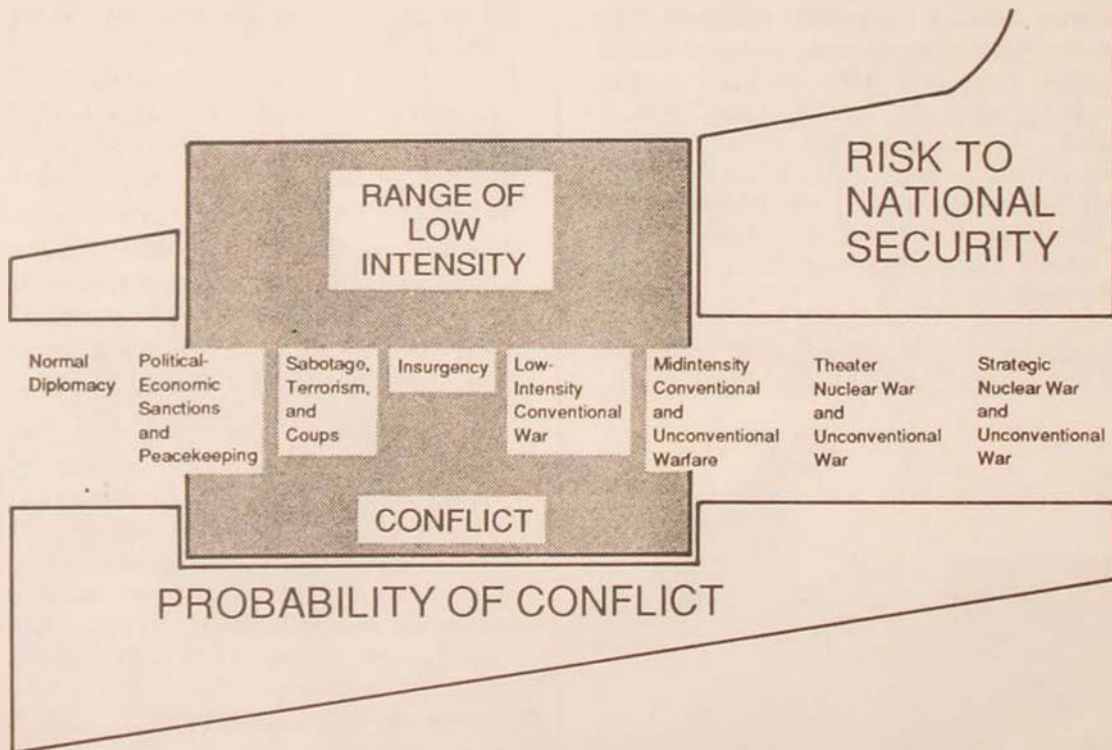 RANGE OF
LOW
INTENSITY
RISK TO
NATIONAL
SECURITY
Normal
Diplomacy
Political-
Economic
Sanctions
and
Peacekeeping
Sabotage,
Terrorism,
and
Coups
Insurgency
Low-
Intensity
Conventional
War
Midintensity
Conventional
and
Unconventional
Warfare
Theater
Nuclear War
and
Unconventional
War
Strategic
Nuclear War
and
Unconventional
War
CONFLICT
PROBABILITY OF CONFLICT